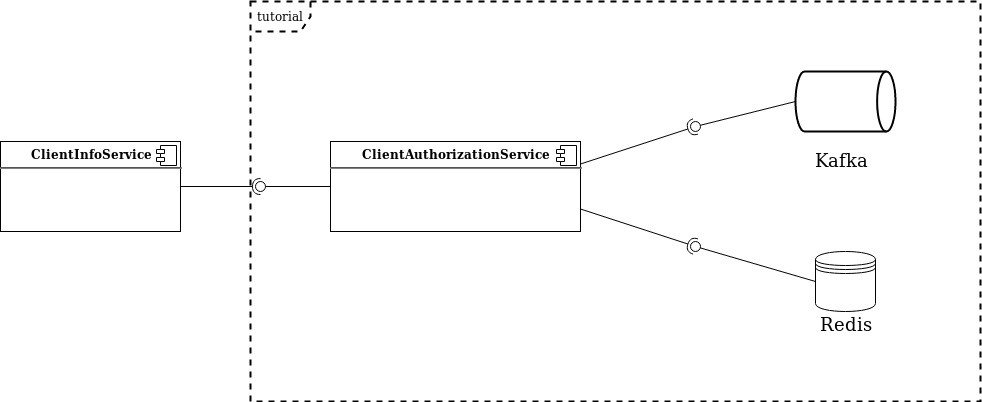 tutorial
ClientInfoService
ClientAuthorizationService
Kafka
Redis